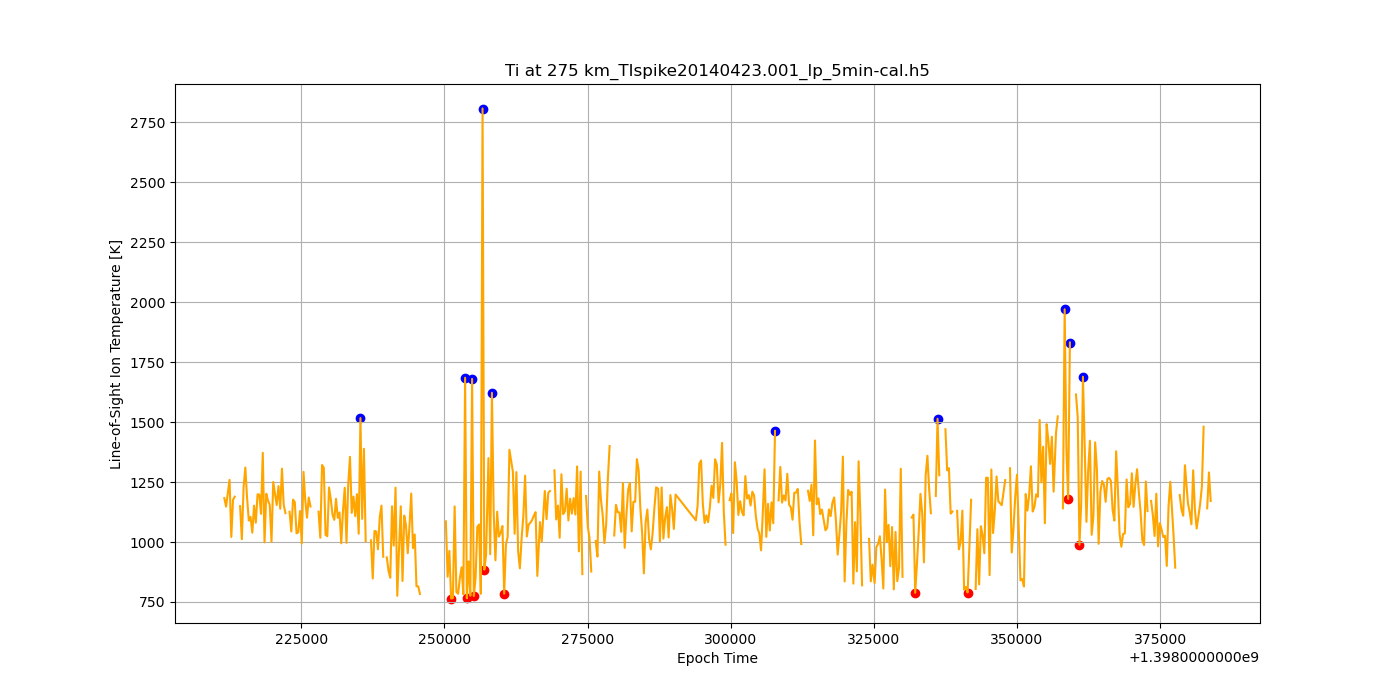 Ti at 275 km_TIspike20140423.001_lp_5min-cal.h5
Line-of-Sight Ion Temperature [K]
2750
2500
2250
2000
1750
1500
1250
1000
750
225000 250000 275000 300000 325000 350000 375000
Epoch Time
+1.3980000000e9